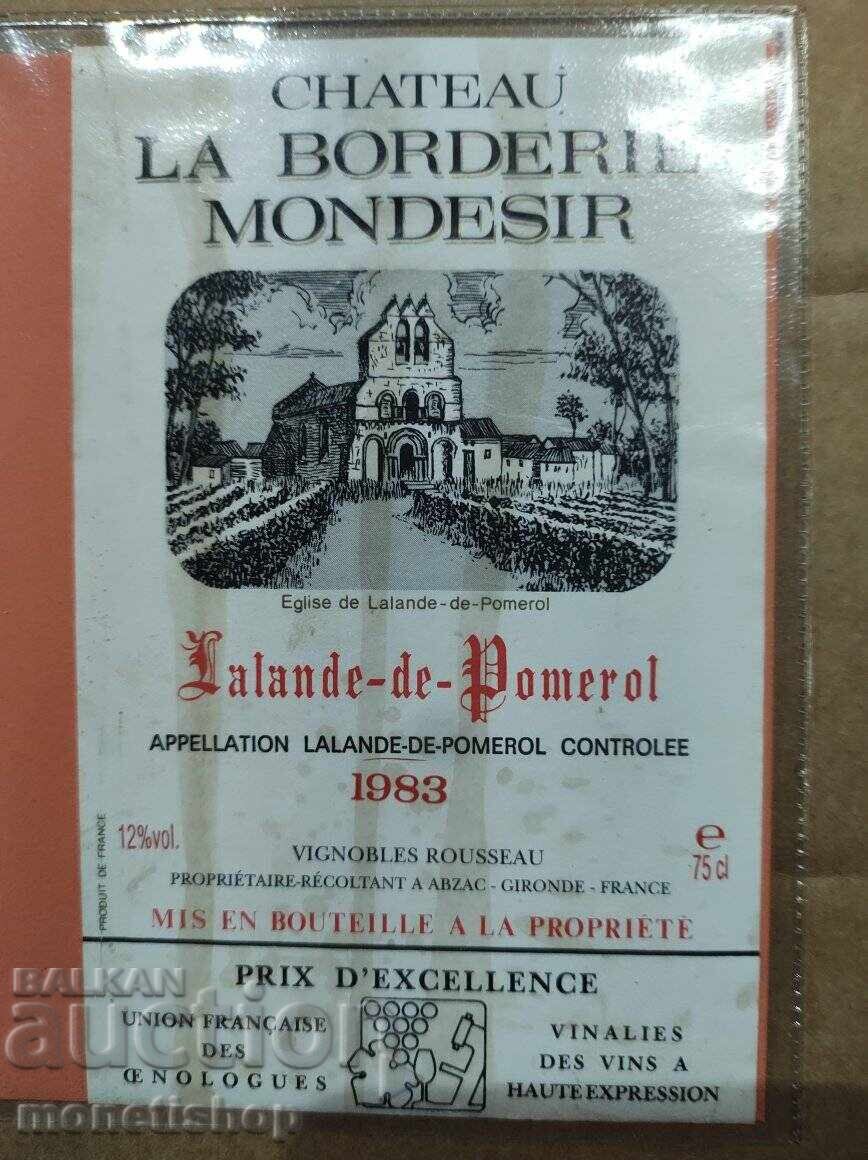 CHATEAU
LA BORDERIE
MONDESIR
Eglise de Lalande-de-Pomerol
Lalande-de-Pomerol
APPELLATION LALANDE-DE-POMEROL CONTROLEE
1983
12%vol.
e
75 cl
PRODUIT DE FRANCE
VIGNOBLES ROUSSEAU
PROPRIÉTAIRE-RÉCOLTANT A ABZAC - GIRONDE - FRANCE
MIS EN BOUTEILLE A LA PROPRIÉTÉ
PRIX D'EXCELLENCE
UNION FRANÇAISE
DES
ŒNOLOGUES
VINALIES
DES VINS A
HAUTE EXPRESSION
BALKAN
auction
monetishop